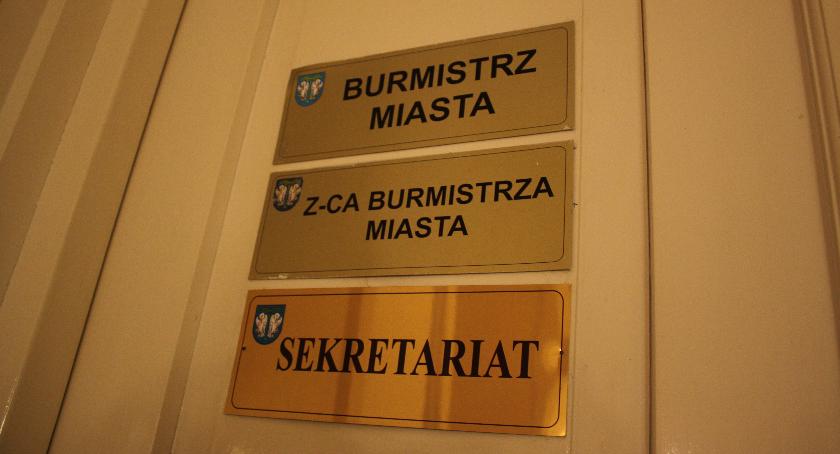 BURMISTRZ
MIASTA
Z-CA BURMISTRZA
MIASTA
SEKRETARIAT